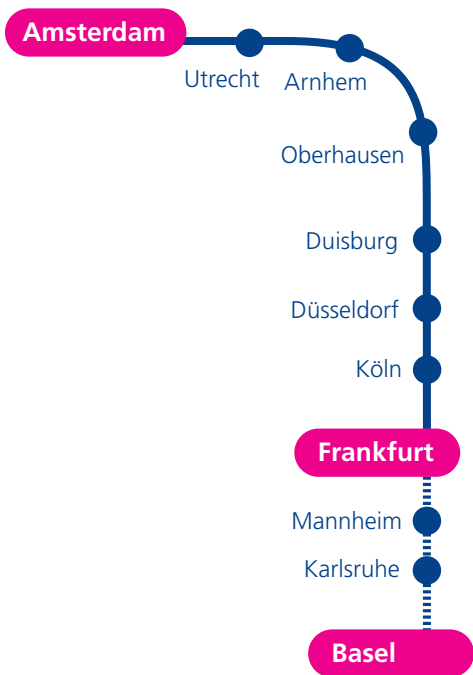 Amsterdam
Utrecht
Arnhem
Oberhausen
Duisburg
Düsseldorf
Köln
Frankfurt
Mannheim
Karlsruhe
Basel